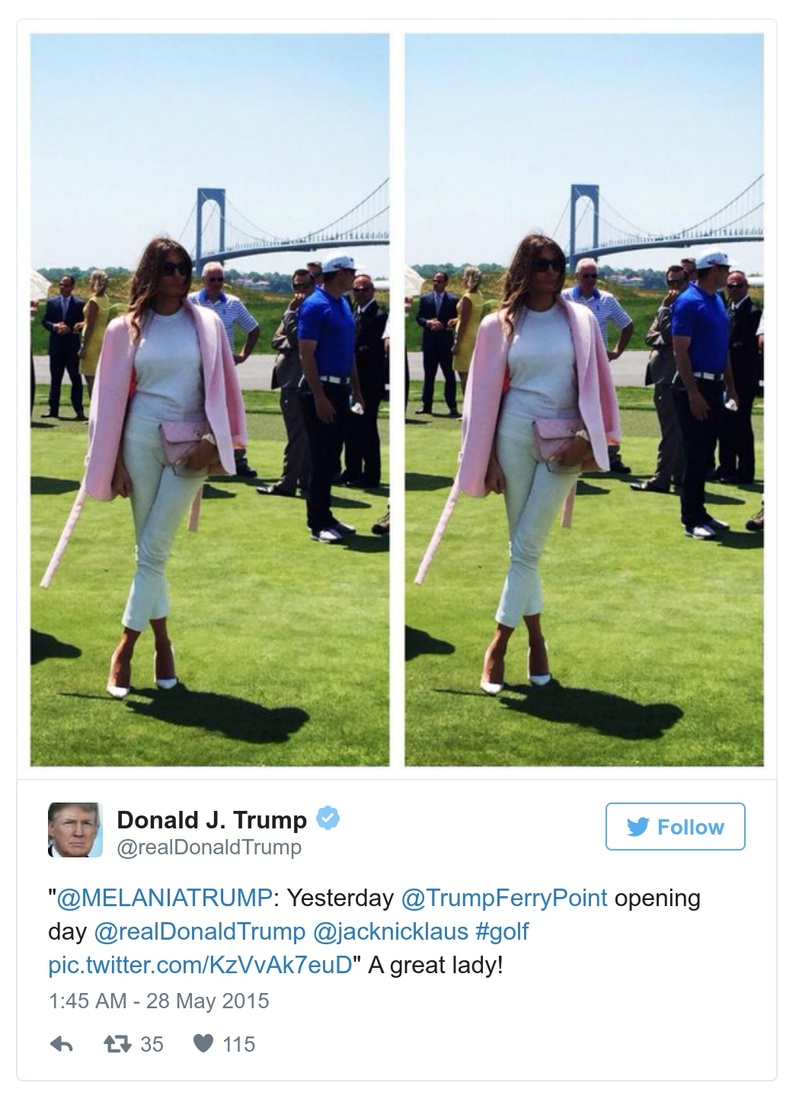 Donald J. Trump
@realDonaldTrump
Follow
"@MELANIATRUMP: Yesterday @TrumpFerryPoint opening
day @realDonaldTrump @jacknicklaus #golf
pic.twitter.com/KzVvAk7euD" A great lady!
1:45 AM - 28 May 2015
35 115